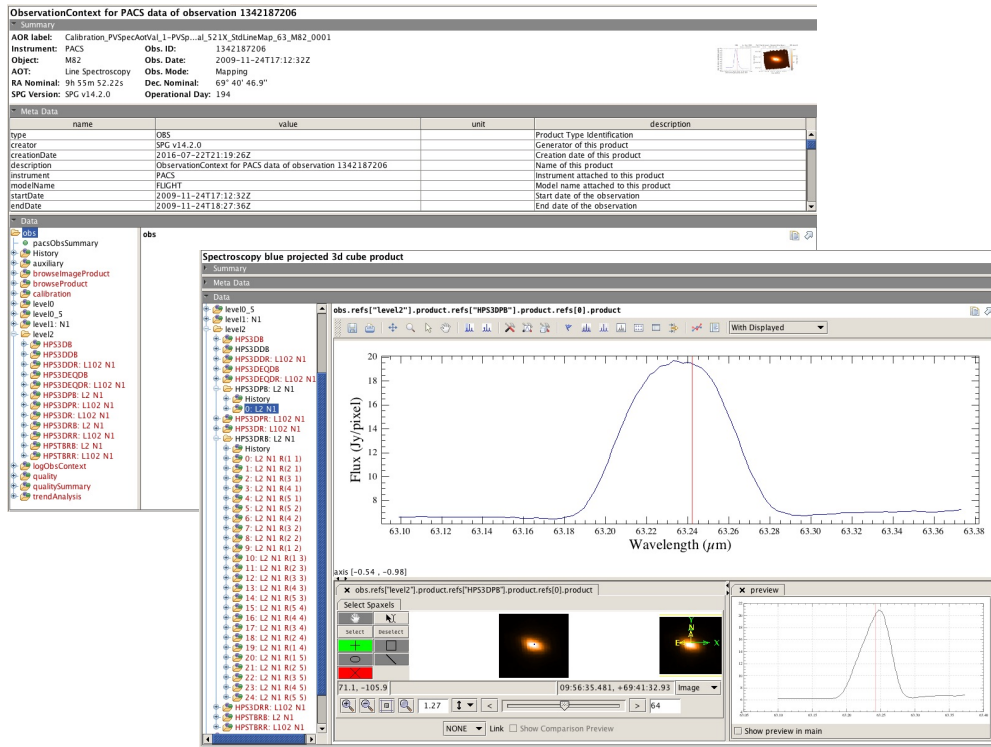 ObservationContext for PACS data of observation 1342187206
Summary
AOR label: Calibration_PVSpecAotVal_1-PVSp...al_521X_StdLineMap_63_M82_0001
Instrument: PACS Obs. ID: 1342187206
Object: M82 Obs. Date: 2009-11-24T17:12:32Z
AOT: Line Spectroscopy Obs. Mode: Mapping
RA Nominal: 9h 55m 52.22s Dec. Nominal: 69° 40' 46.9"
SPG Version: SPG v14.2.0 Operational Day: 194
Meta Data
name value unit description
type OBS Product Type Identification
creator SPG v14.2.0 Generator of this product
creationDate 2016-07-22T21:19:26Z Creation date of this product
description ObservationContext for PACS data of observation 1342187206 Name of this product
instrument PACS Instrument attached to this product
modelName FLIGHT Model name attached to this product
startDate 2009-11-24T17:12:32Z Start date of the observation
endDate 2009-11-24T18:27:36Z End date of the observation
Data
obs
pacsObsSummary
History
auxiliary
browseImageProduct
browseProduct
calibration
level0
level0_5
level1: N1
level2
HPS3DB
HPS3DDB
HPS3DDR: L102 N1
HPS3DEQDB
HPS3DEQDR: L102 N1
HPS3DPB: L2 N1
HPS3DPR: L102 N1
HPS3DR: L102 N1
HPS3DRB: L2 N1
HPS3DRR: L102 N1
HPSTBRB: L2 N1
HPSTBRR: L102 N1
logObsContext
quality
qualitySummary
trendAnalysis
obs
Spectroscopy blue projected 3d cube product
Summary
Meta Data
Data
level0_5
level1: N1
level2
HPS3DB
HPS3DDB
HPS3DDR: L102 N1
HPS3DEQDB
HPS3DEQDR: L102 N1
HPS3DPB: L2 N1
History
0: L2 N1
HPS3DPR: L102 N1
HPS3DR: L102 N1
HPS3DRB: L2 N1
History
0: L2 N1 R(1 1)
1: L2 N1 R(2 1)
2: L2 N1 R(3 1)
3: L2 N1 R(4 1)
4: L2 N1 R(5 1)
5: L2 N1 R(5 2)
6: L2 N1 R(4 2)
7: L2 N1 R(3 2)
8: L2 N1 R(2 2)
9: L2 N1 R(1 2)
10: L2 N1 R(1 3)
11: L2 N1 R(2 3)
12: L2 N1 R(3 3)
13: L2 N1 R(4 3)
14: L2 N1 R(5 3)
15: L2 N1 R(5 4)
16: L2 N1 R(4 4)
17: L2 N1 R(3 4)
18: L2 N1 R(2 4)
19: L2 N1 R(1 4)
20: L2 N1 R(1 5)
21: L2 N1 R(2 5)
22: L2 N1 R(3 5)
23: L2 N1 R(4 5)
24: L2 N1 R(5 5)
HPS3DRR: L102 N1
HPSTBRB: L2 N1
HPSTBRR: L102 N1
obs.refs["level2"].product.refs["HPS3DPB"].product.refs[0].product
With Displayed
20
18
16
14
12
10
8
Flux (Jy/pixel)
63.10 63.12 63.14 63.16 63.18 63.20 63.22 63.24 63.26 63.28 63.30 63.32 63.34 63.36 63.38
Wavelength (μm)
axis [-0.54 , -0.98]
obs.refs["level2"].product.refs["HPS3DPB"].product.refs[0].product
Select Spaxels
Select Deselect
N
Y
E
X
71.1, -105.9 09:56:35.481, +69:41:32.93 Image
1.27 < > 64
NONE Link Show Comparison Preview
preview
Show preview in main